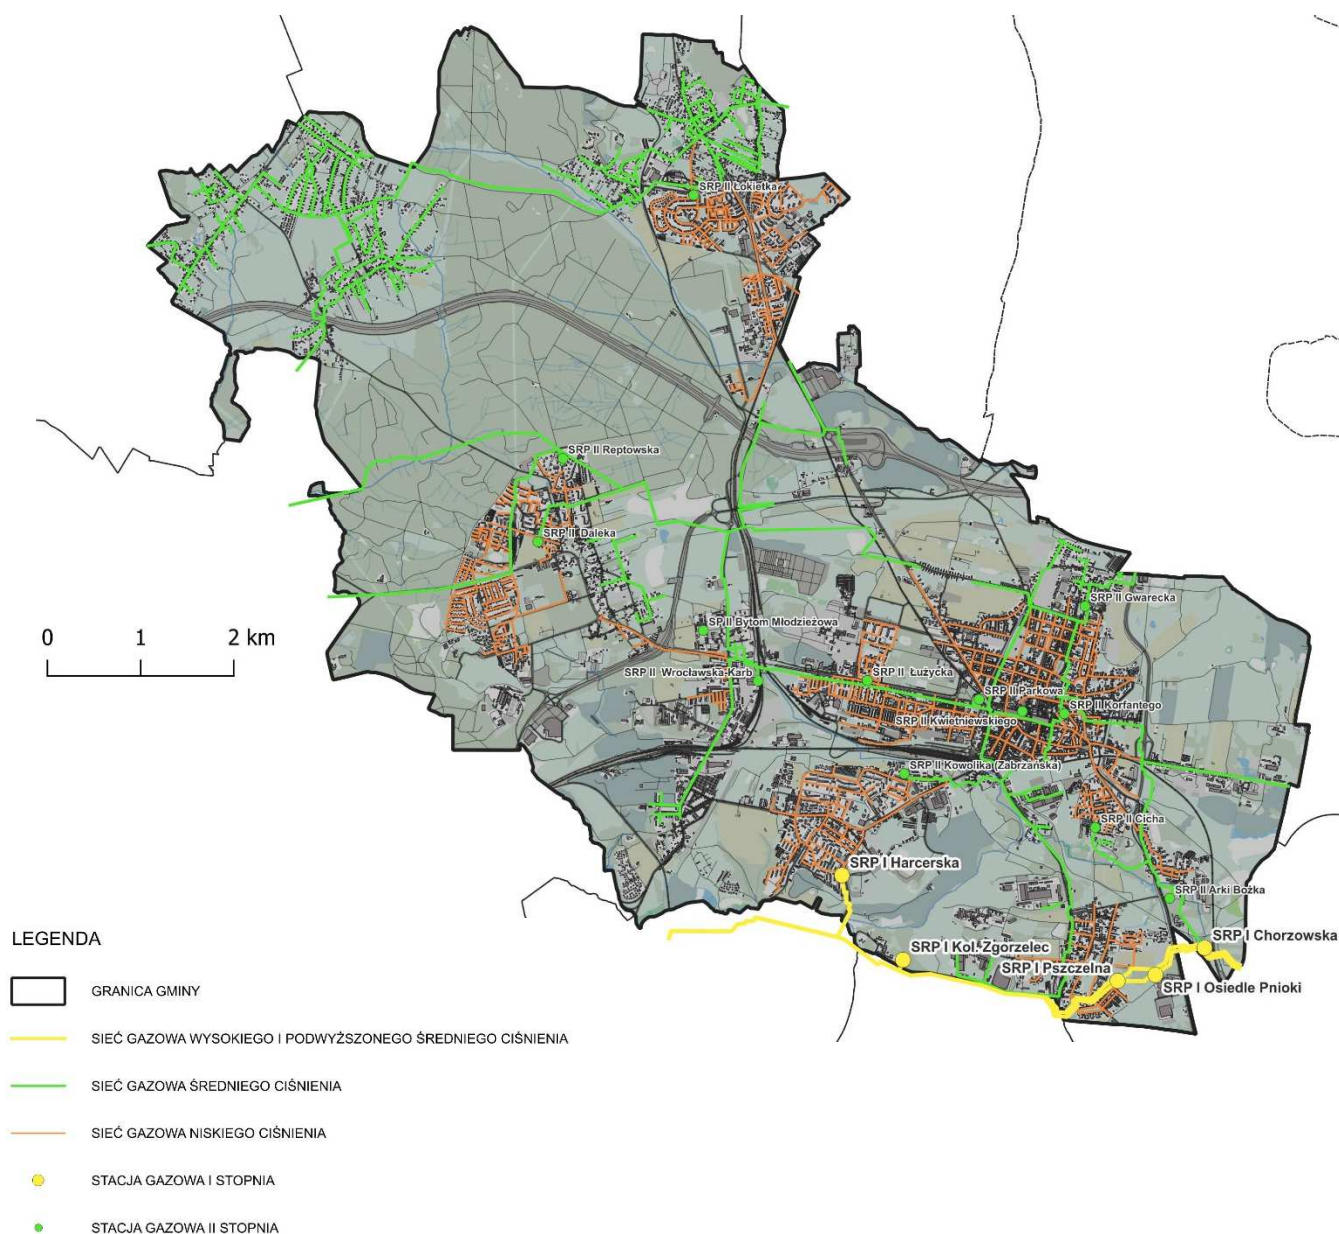 SRP II Łokietka
SRP II Reptowska
SRP II Daleka
SRP II Gwarecka
SP II Bytom Młodzieżowa
SRP II Wrocławska-Karb
SRP II Łużycka
SRP II Parkowa
SRP II Korfantego
SRP II Kwietniewskiego
SRP II Kowolika (Zabrzańska)
SRP II Cicha
SRP I Harcerska
SRP II Arki Bożka
SRP I Chorzowska
SRP I Kol. Zgorzelec
SRP I Pszczelna
SRP I Osiedle Pnioki
0 1 2 km
LEGENDA
GRANICA GMINY
SIEĆ GAZOWA WYSOKIEGO I PODWYŻSZONEGO ŚREDNIEGO CIŚNIENIA
SIEĆ GAZOWA ŚREDNIEGO CIŚNIENIA
SIEĆ GAZOWA NISKIEGO CIŚNIENIA
STACJA GAZOWA I STOPNIA
STACJA GAZOWA II STOPNIA